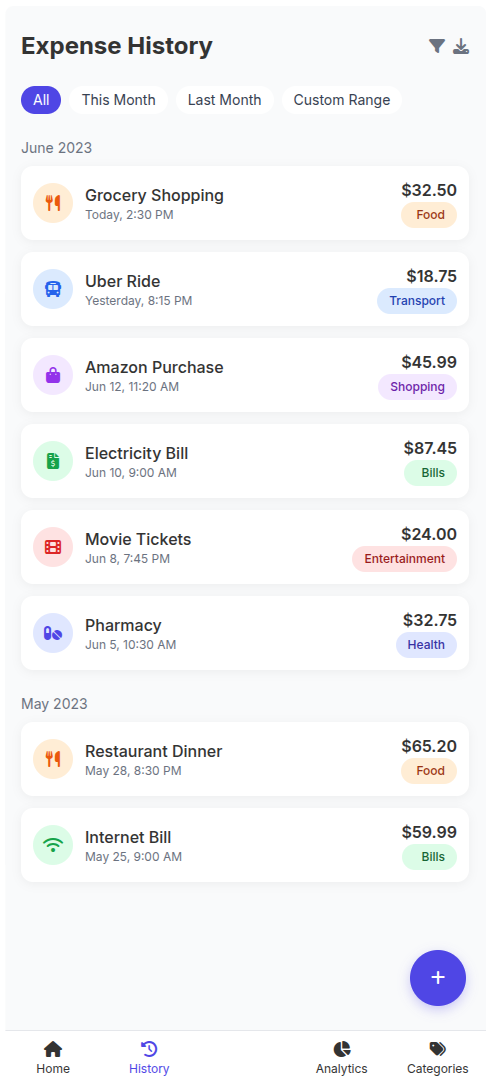 Expense History
All This Month Last Month Custom Range
June 2023
Grocery Shopping $32.50
Today, 2:30 PM Food
Uber Ride $18.75
Yesterday, 8:15 PM Transport
Amazon Purchase $45.99
Jun 12, 11:20 AM Shopping
Electricity Bill $87.45
Jun 10, 9:00 AM Bills
Movie Tickets $24.00
Jun 8, 7:45 PM Entertainment
Pharmacy $32.75
Jun 5, 10:30 AM Health
May 2023
Restaurant Dinner $65.20
May 28, 8:30 PM Food
Internet Bill $59.99
May 25, 9:00 AM Bills
+
Home History Analytics Categories